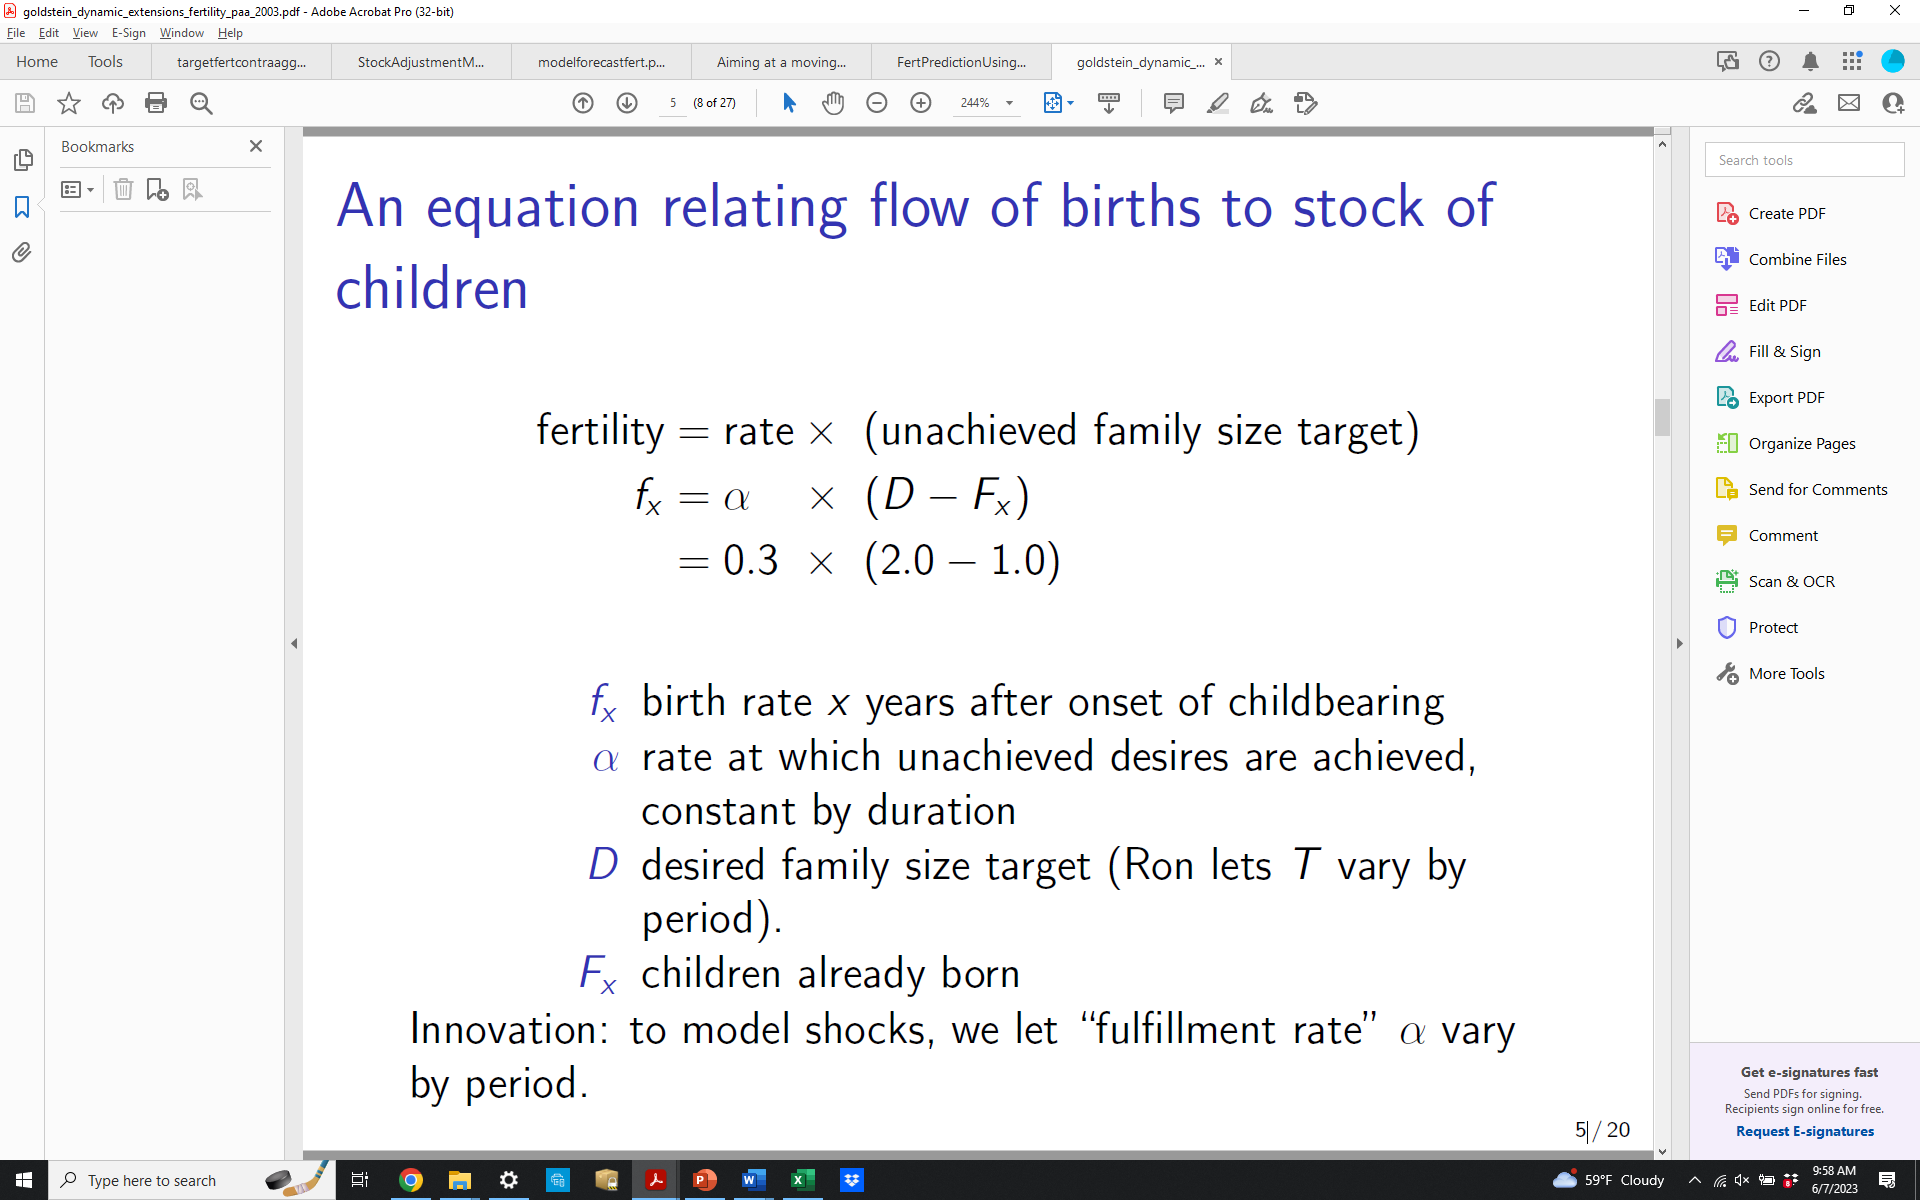 goldstein_dynamic_extensions_fertility_paa_2003.pdf - Adobe Acrobat Pro (32-bit)
File Edit View E-Sign Window Help
Home Tools targetfertcontraagg... StockAdjustmentM... modelforecastfert.p... Aiming at a moving... FertPredictionUsing... goldstein_dynamic_...
5 (8 of 27) 244%
Bookmarks
An equation relating flow of births to stock of
children
fertility = rate × (unachieved family size target)
fₓ = α × (D − Fₓ)
= 0.3 × (2.0 − 1.0)
fₓ birth rate x years after onset of childbearing
α rate at which unachieved desires are achieved,
constant by duration
D desired family size target (Ron lets T vary by
period).
Fₓ children already born
Innovation: to model shocks, we let “fulfillment rate” α vary
by period.
5 / 20
Search tools
Create PDF
Combine Files
Edit PDF
Fill & Sign
Export PDF
Organize Pages
Send for Comments
Comment
Scan & OCR
Protect
More Tools
Get e-signatures fast
Send PDFs for signing.
Recipients sign online for free.
Request E-signatures
Type here to search
59°F Cloudy
9:58 AM
6/7/2023